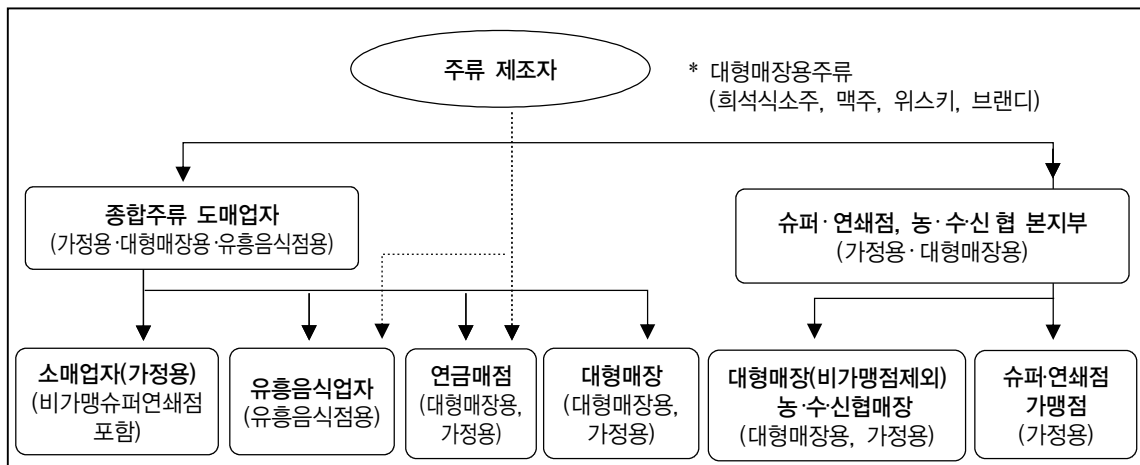 주류 제조자
* 대형매장용주류
(희석식소주, 맥주, 위스키, 브랜디)
종합주류 도매업자
(가정용·대형매장용·유흥음식점용)
슈퍼·연쇄점, 농·수·신협 본지부
(가정용·대형매장용)
소매업자(가정용)
(비가맹슈퍼연쇄점
포함)
유흥음식업자
(유흥음식점용)
연금매점
(대형매장용,
가정용)
대형매장
(대형매장용,
가정용)
대형매장(비가맹점제외)
농·수·신협매장
(대형매장용, 가정용)
슈퍼·연쇄점
가맹점
(가정용)